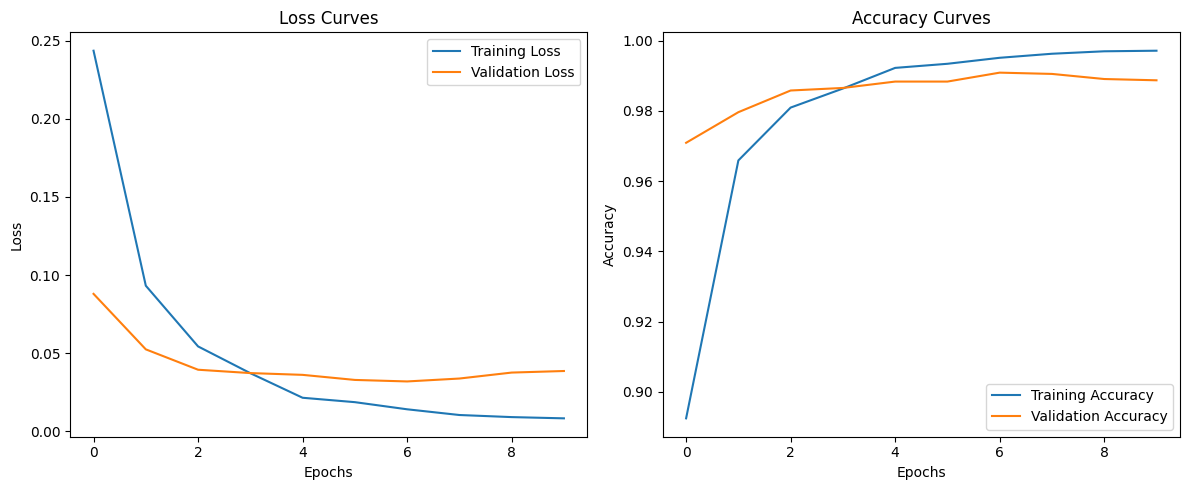 Loss Curves
0.25
0.20
0.15
0.10
0.05
0.00
Loss
0 2 4 6 8
Epochs
Training Loss
Validation Loss
Accuracy Curves
1.00
0.98
0.96
0.94
0.92
0.90
Accuracy
0 2 4 6 8
Epochs
Training Accuracy
Validation Accuracy